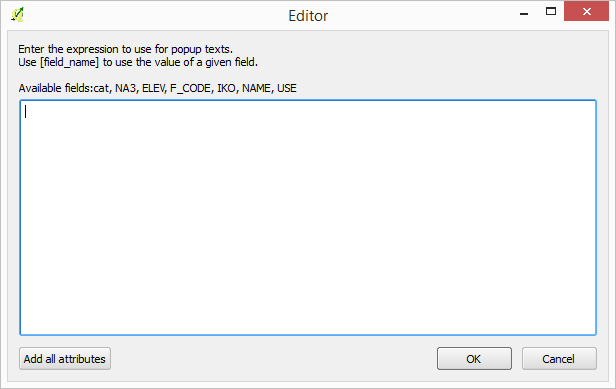 Editor
Enter the expression to use for popup texts.
Use [field_name] to use the value of a given field.
Available fields:cat, NA3, ELEV, F_CODE, IKO, NAME, USE
Add all attributes
OK
Cancel